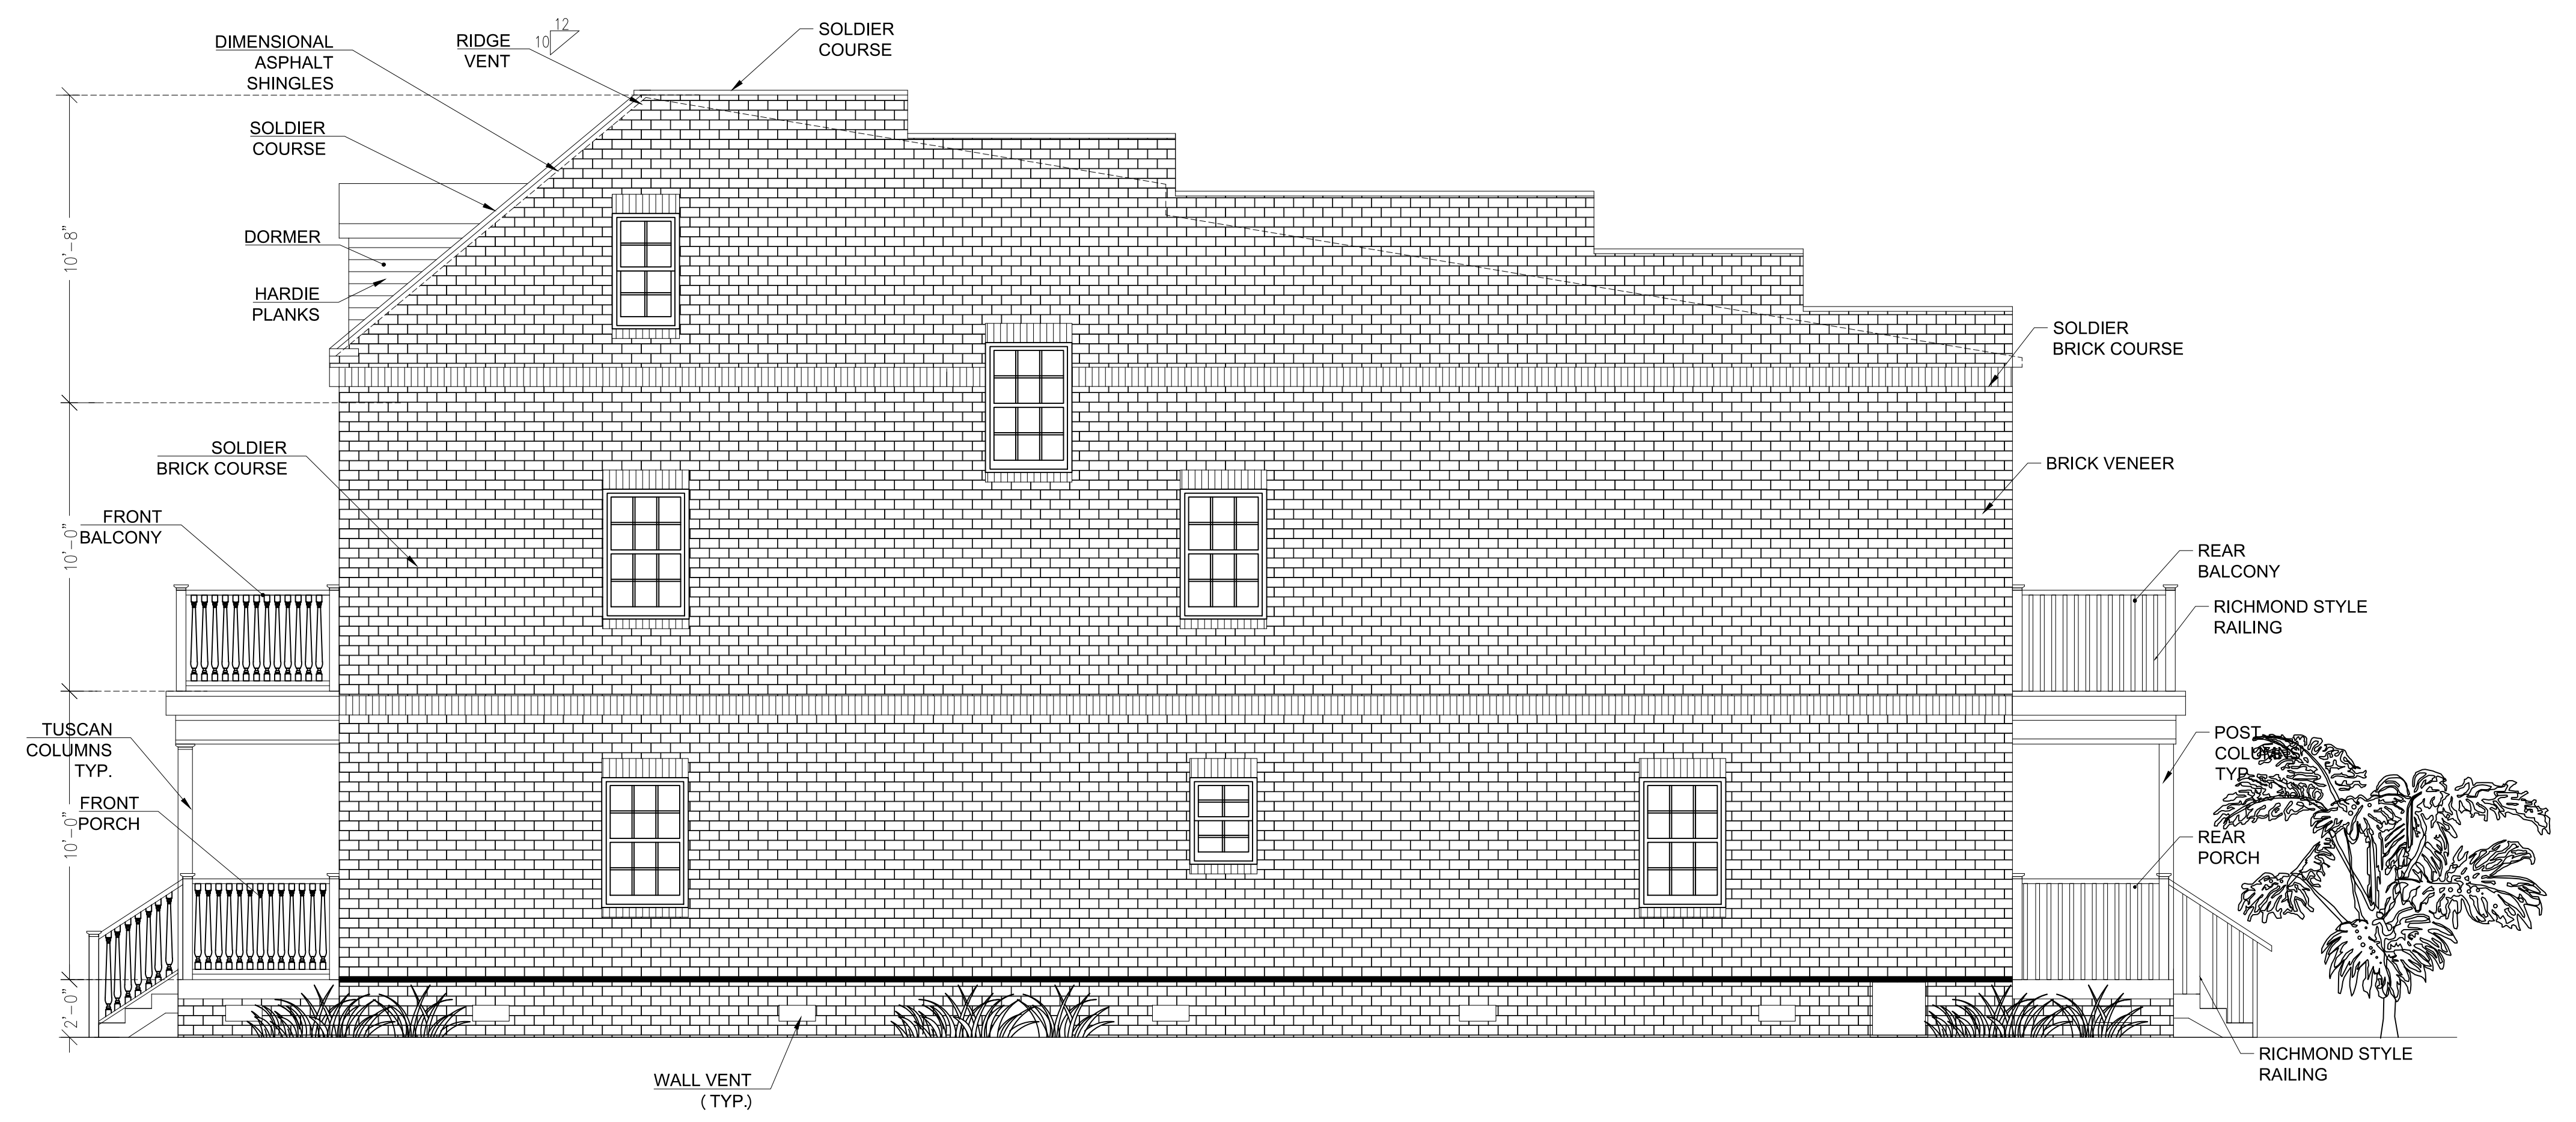 12
10
SOLDIER
COURSE
DIMENSIONAL
ASPHALT
SHINGLES
RIDGE
VENT
SOLDIER
COURSE
10'-8"
DORMER
HARDIE
PLANKS
SOLDIER
BRICK COURSE
SOLDIER
BRICK COURSE
BRICK VENEER
FRONT
BALCONY
10'-0"
REAR
BALCONY
RICHMOND STYLE
RAILING
TUSCAN
COLUMNS
TYP.
POST
COLUMNS
TYP.
FRONT
PORCH
10'-0"
REAR
PORCH
2'-0"
RICHMOND STYLE
RAILING
WALL VENT
( TYP.)